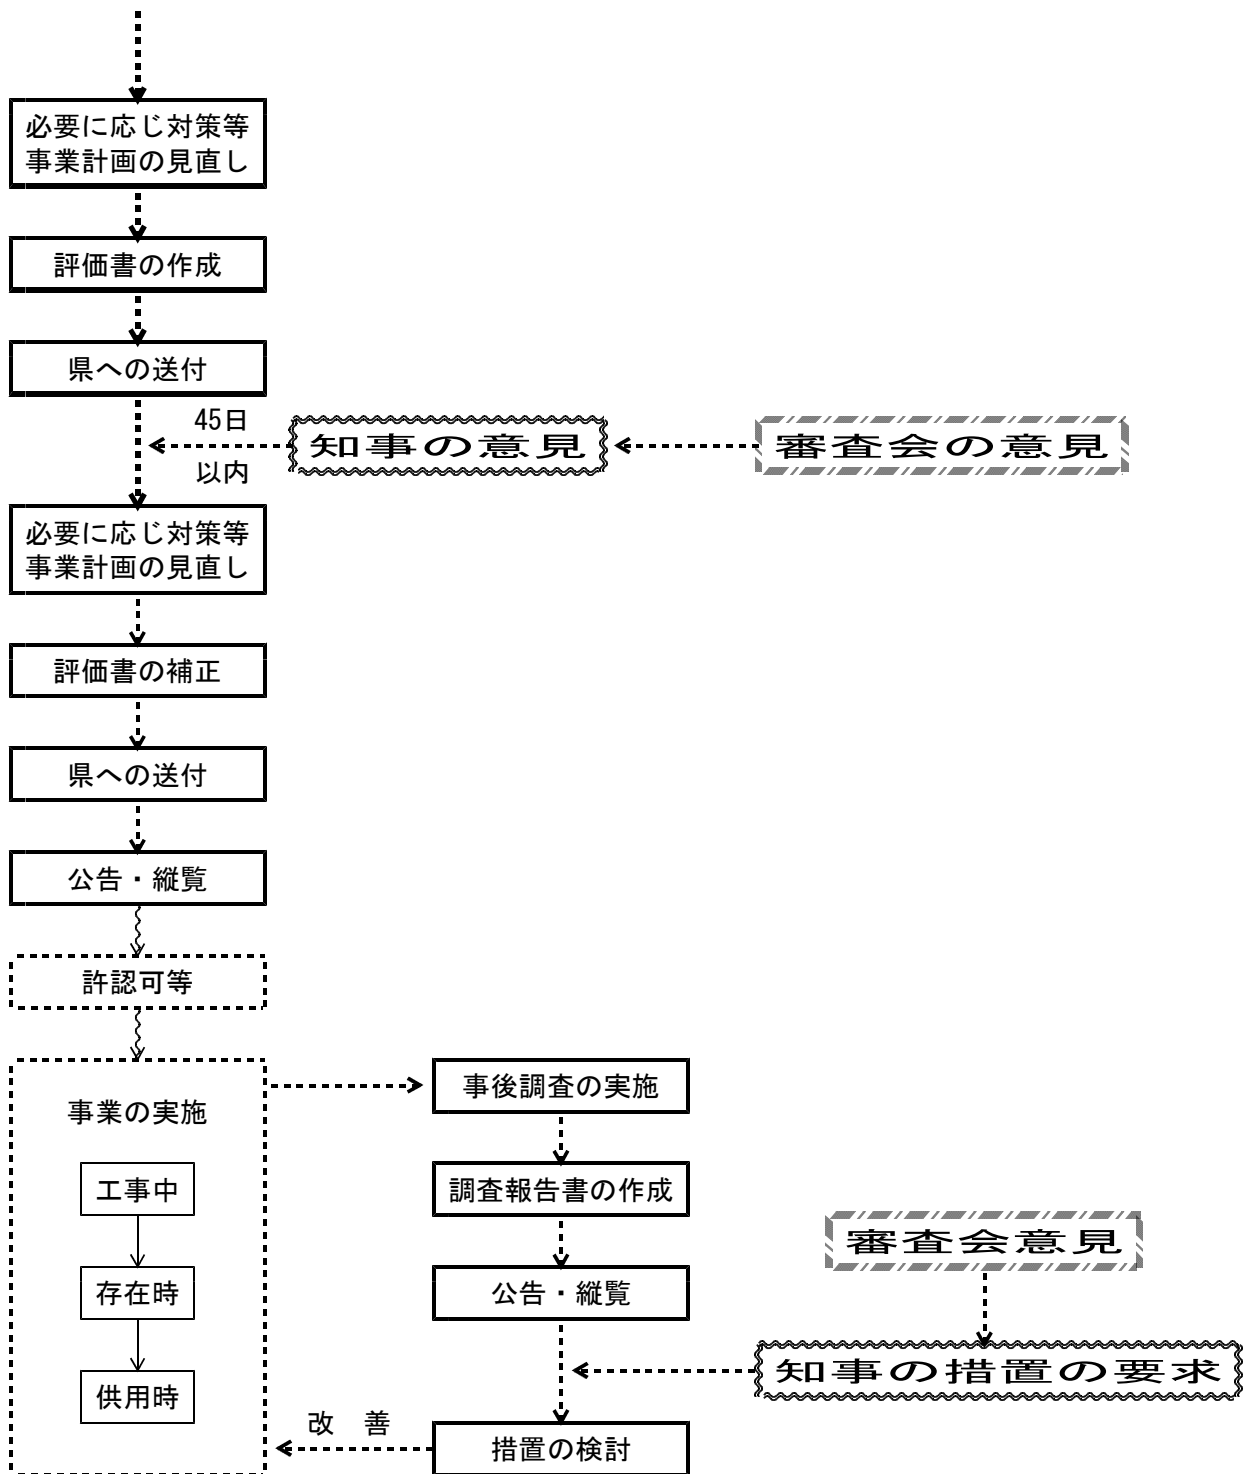 必要に応じ対策等
事業計画の見直し
評価書の作成
県への送付
45日
以内
知事の意見
審査会の意見
必要に応じ対策等
事業計画の見直し
評価書の補正
県への送付
公告・縦覧
許認可等
事業の実施
工事中
存在時
供用時
事後調査の実施
調査報告書の作成
公告・縦覧
審査会意見
知事の措置の要求
改　善
措置の検討